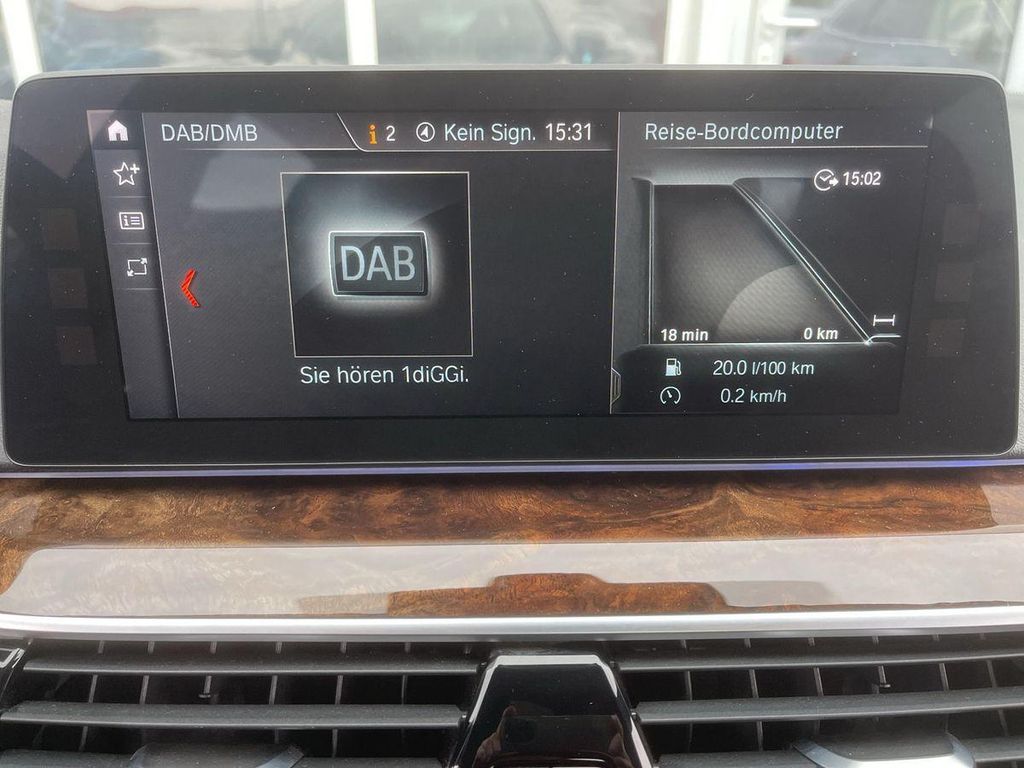 DAB/DMB
2 Kein Sign. 15:31
DAB
Sie hören 1diGGi.
Reise-Bordcomputer
15:02
18 min 0 km
20.0 l/100 km
0.2 km/h